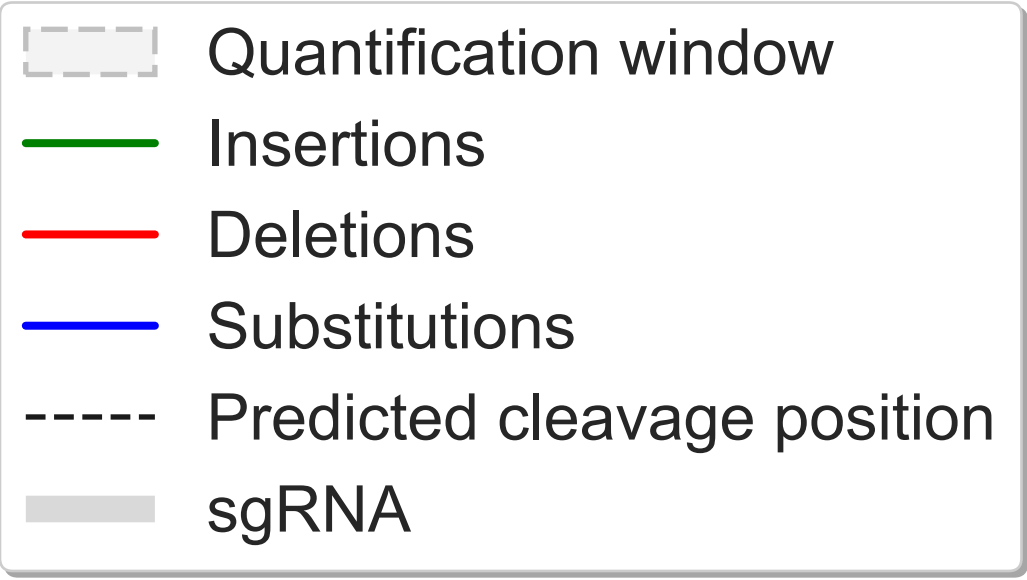 Quantification window
Insertions
Deletions
Substitutions
Predicted cleavage position
sgRNA